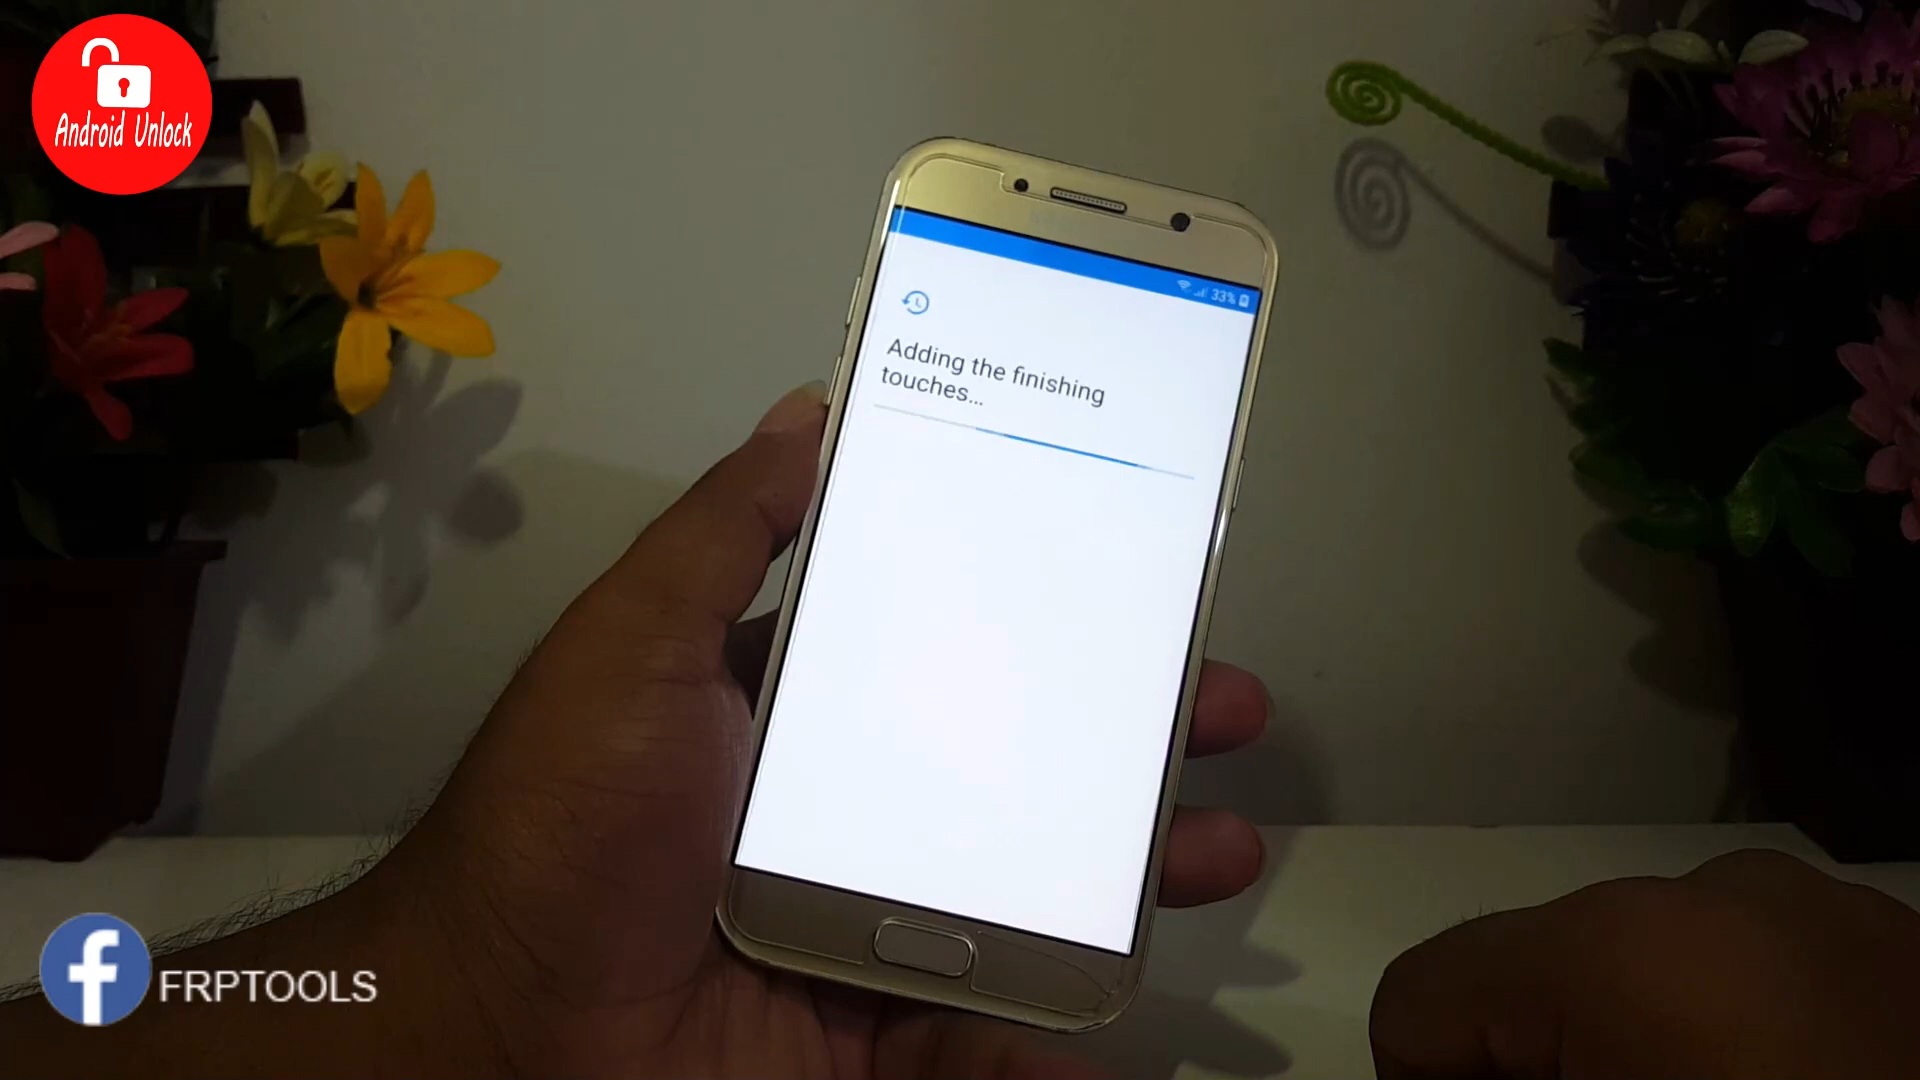 Android Unlock
33%
Adding the finishing
touches...
f FRPTOOLS